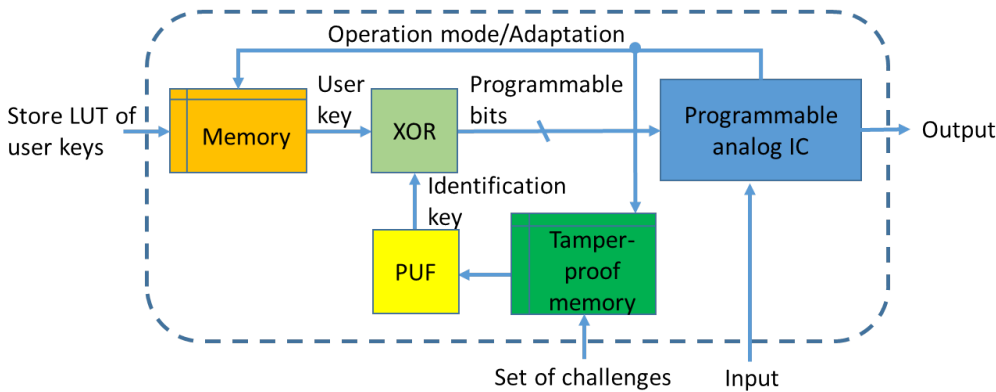 Operation mode/Adaptation
Store LUT of
user keys
Memory
User
key
XOR
Programmable
bits
Programmable
analog IC
Output
Identification
key
PUF
Tamper-
proof
memory
Set of challenges
Input